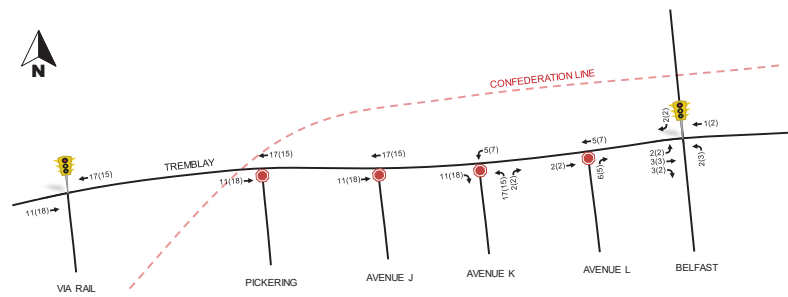 CONFEDERATION LINE
N
2(2)
1(2)
5(7)
5(7)
17(15)
17(15)
TREMBLAY
17(15)
2(2)
3(3)
3(2)
2(3)
2(2)
6(5)
11(18)
17(15)
2(2)
11(18)
11(18)
11(18)
VIA RAIL
PICKERING
AVENUE J
AVENUE K
AVENUE L
BELFAST